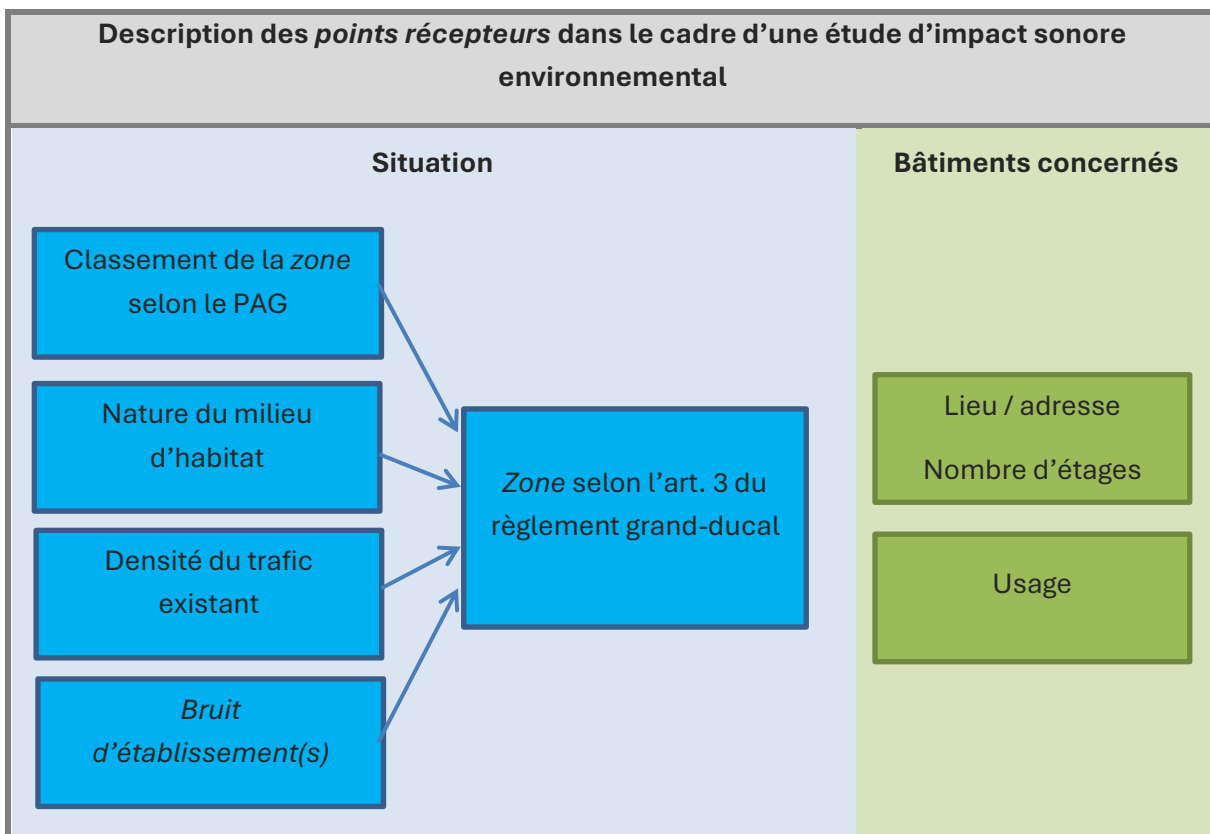 Description des points récepteurs dans le cadre d’une étude d’impact sonore
environnemental
Situation
Classement de la zone
selon le PAG
Nature du milieu
d’habitat
Densité du trafic
existant
Bruit
d’établissement(s)
Zone selon l’art. 3 du
règlement grand-ducal
Bâtiments concernés
Lieu / adresse
Nombre d’étages
Usage